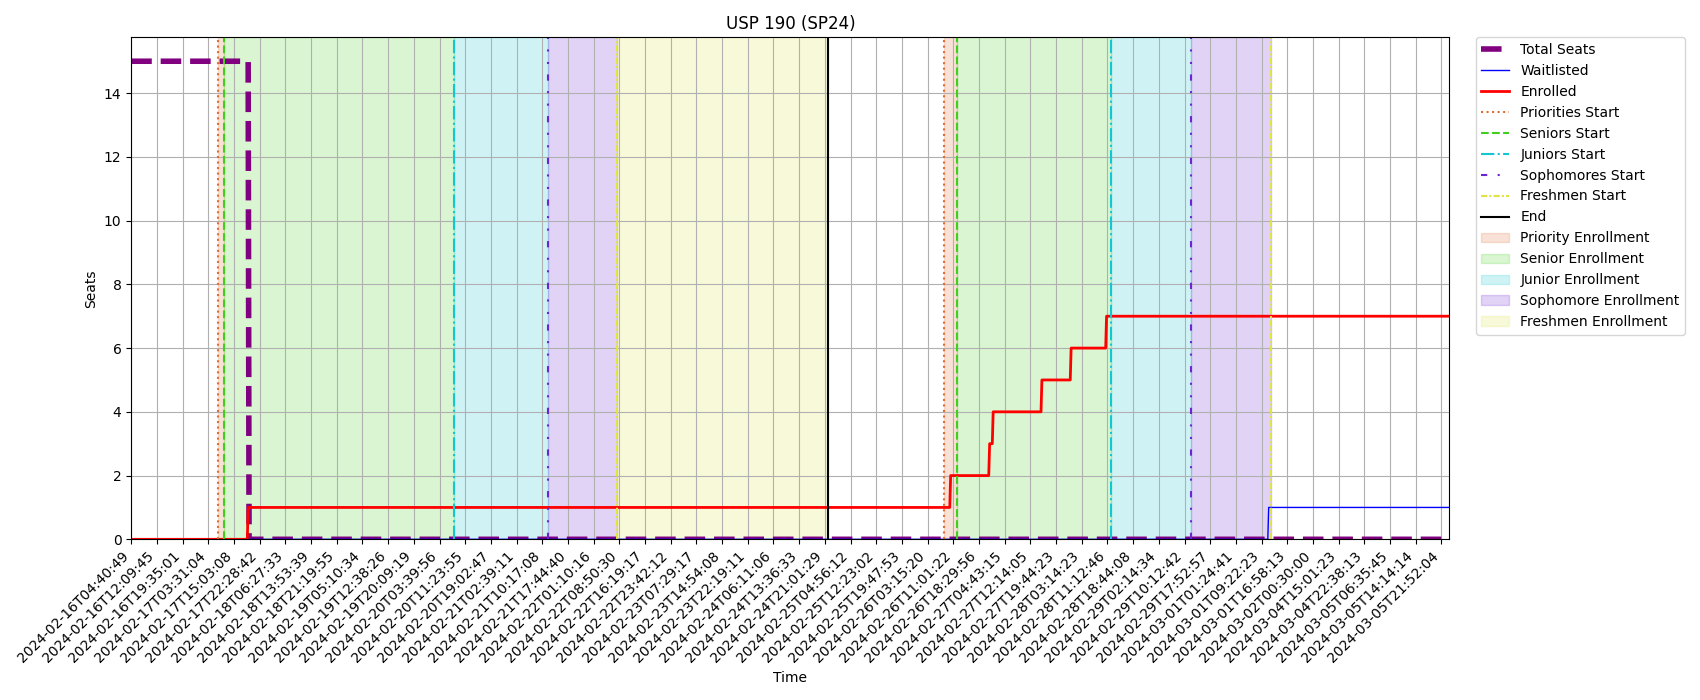 USP 190 (SP24)
Seats
14
12
10
8
6
4
2
0
2024-02-16T04:40:49
2024-02-16T12:09:45
2024-02-16T19:35:01
2024-02-17T03:31:04
2024-02-17T15:03:08
2024-02-17T22:28:42
2024-02-18T06:27:33
2024-02-18T13:53:39
2024-02-18T21:19:55
2024-02-19T05:10:34
2024-02-19T12:38:26
2024-02-19T20:09:19
2024-02-20T03:39:56
2024-02-20T11:23:55
2024-02-20T19:02:47
2024-02-21T02:39:11
2024-02-21T10:17:08
2024-02-21T17:44:40
2024-02-22T01:10:16
2024-02-22T08:50:30
2024-02-22T16:19:17
2024-02-22T23:42:12
2024-02-23T07:29:17
2024-02-23T14:54:08
2024-02-23T22:19:11
2024-02-24T06:11:06
2024-02-24T13:36:33
2024-02-24T21:01:29
2024-02-25T04:56:12
2024-02-25T12:23:02
2024-02-25T19:47:53
2024-02-26T03:15:20
2024-02-26T11:01:22
2024-02-26T18:29:56
2024-02-27T04:43:15
2024-02-27T12:14:05
2024-02-27T19:44:23
2024-02-28T03:14:23
2024-02-28T11:12:46
2024-02-28T18:44:08
2024-02-29T02:14:34
2024-02-29T10:12:42
2024-02-29T17:52:57
2024-03-01T01:24:41
2024-03-01T09:22:23
2024-03-01T16:58:13
2024-03-02T00:30:00
2024-03-04T15:01:23
2024-03-04T22:38:13
2024-03-05T06:35:45
2024-03-05T14:14:14
2024-03-05T21:52:04
Time
Total Seats
Waitlisted
Enrolled
Priorities Start
Seniors Start
Juniors Start
Sophomores Start
Freshmen Start
End
Priority Enrollment
Senior Enrollment
Junior Enrollment
Sophomore Enrollment
Freshmen Enrollment